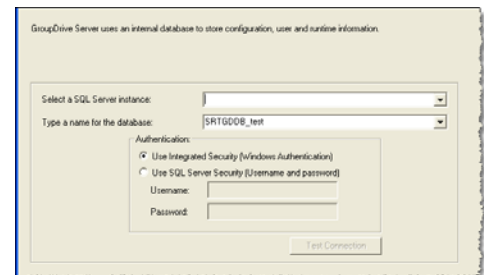 GroupDrive Server uses an internal database to store configuration, user and runtime information.
Select a SQL Server instance:
Type a name for the database: SRTGDDB_test
Authentication:
Use Integrated Security (Windows Authentication)
Use SQL Server Security (Username and password)
Username:
Password:
Test Connection